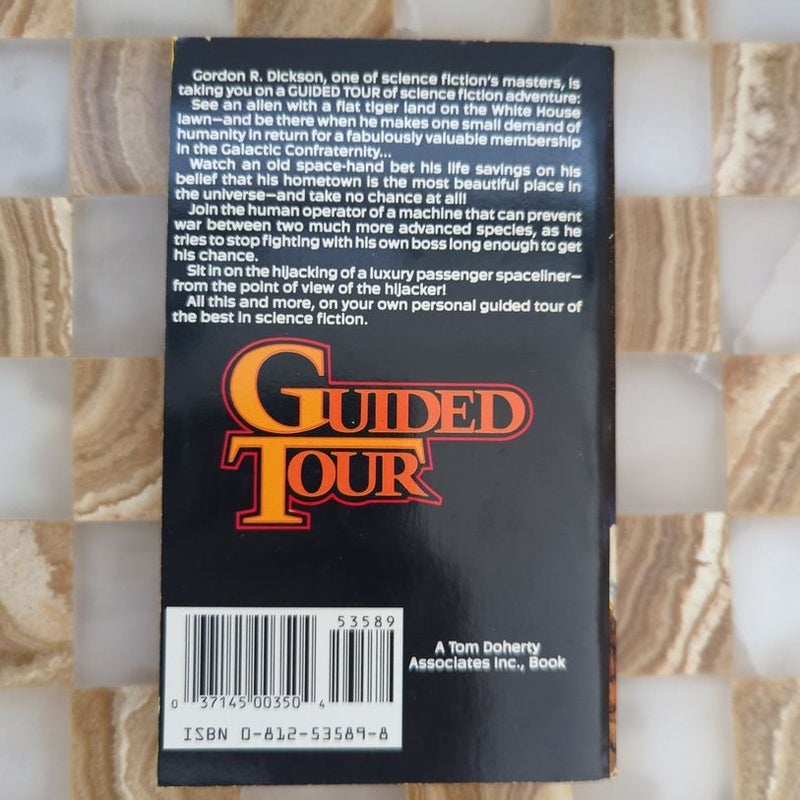 Gordon R. Dickson, one of science fiction's masters, is
taking you on a GUIDED TOUR of science fiction adventure:
See an alien with a flat tiger land on the White House
lawn—and be there when he makes one small demand of
humanity in return for a fabulously valuable membership
in the Galactic Confraternity...
Watch an old space-hand bet his life savings on his
belief that his hometown is the most beautiful place in
the universe—and take no chance at all!
Join the human operator of a machine that can prevent
war between two much more advanced species, as he
tries to stop fighting with his own boss long enough to get
his chance.
Sit in on the hijacking of a luxury passenger spaceliner—
from the point of view of the hijacker!
All this and more, on your own personal guided tour of
the best in science fiction.
GUIDED
TOUR
53589
0 37145 00350 4
ISBN 0-812-53589-8
A Tom Doherty
Associates Inc., Book